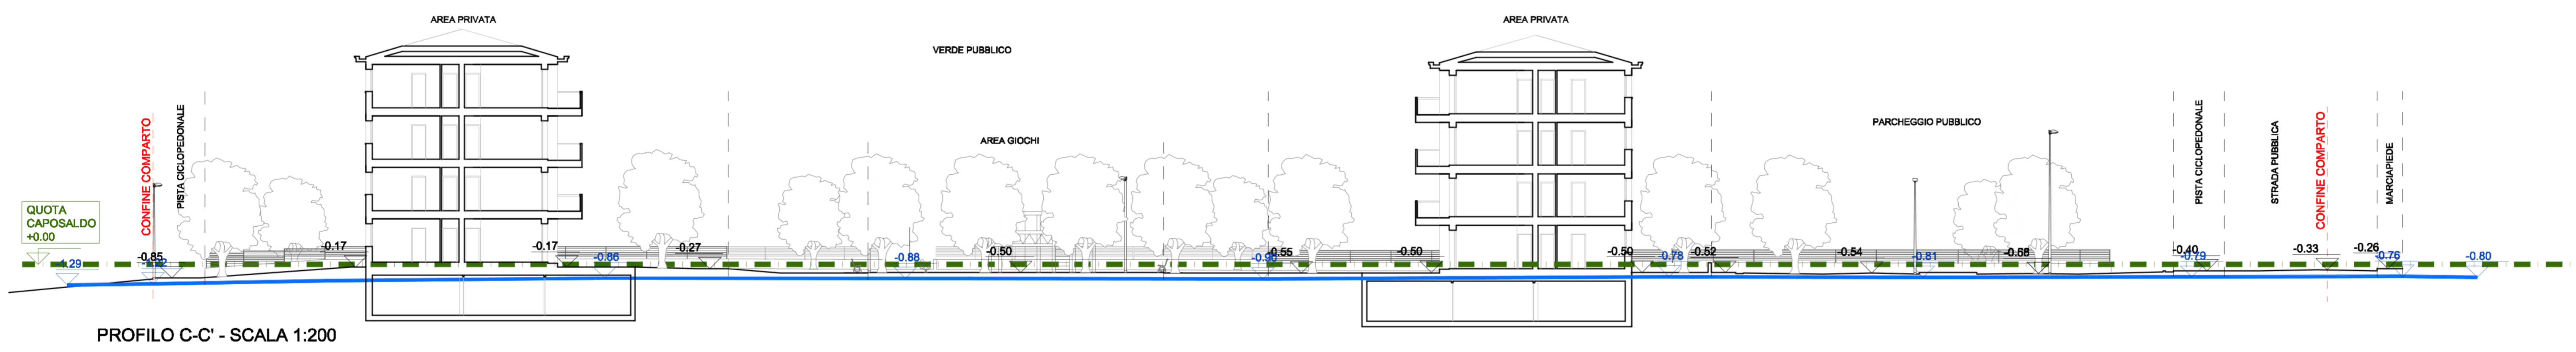 AREA PRIVATA
AREA PRIVATA
VERDE PUBBLICO
AREA GIOCHI
PARCHEGGIO PUBBLICO
CONFINE COMPARTO
PISTA CICLOPEDONALE
PISTA CICLOPEDONALE
STRADA PUBBLICA
CONFINE COMPARTO
MARCIAPIEDE
QUOTA
CAPOSALDO
+0.00
-0.85
-0.17
-0.17
-0.27
-0.50
-0.55
-0.50
-0.50
-0.52
-0.54
-0.68
-0.40
-0.33
-0.26
-1.29
-0.86
-0.88
-0.78
-0.81
-0.79
-0.76
-0.80
PROFILO C-C' - SCALA 1:200